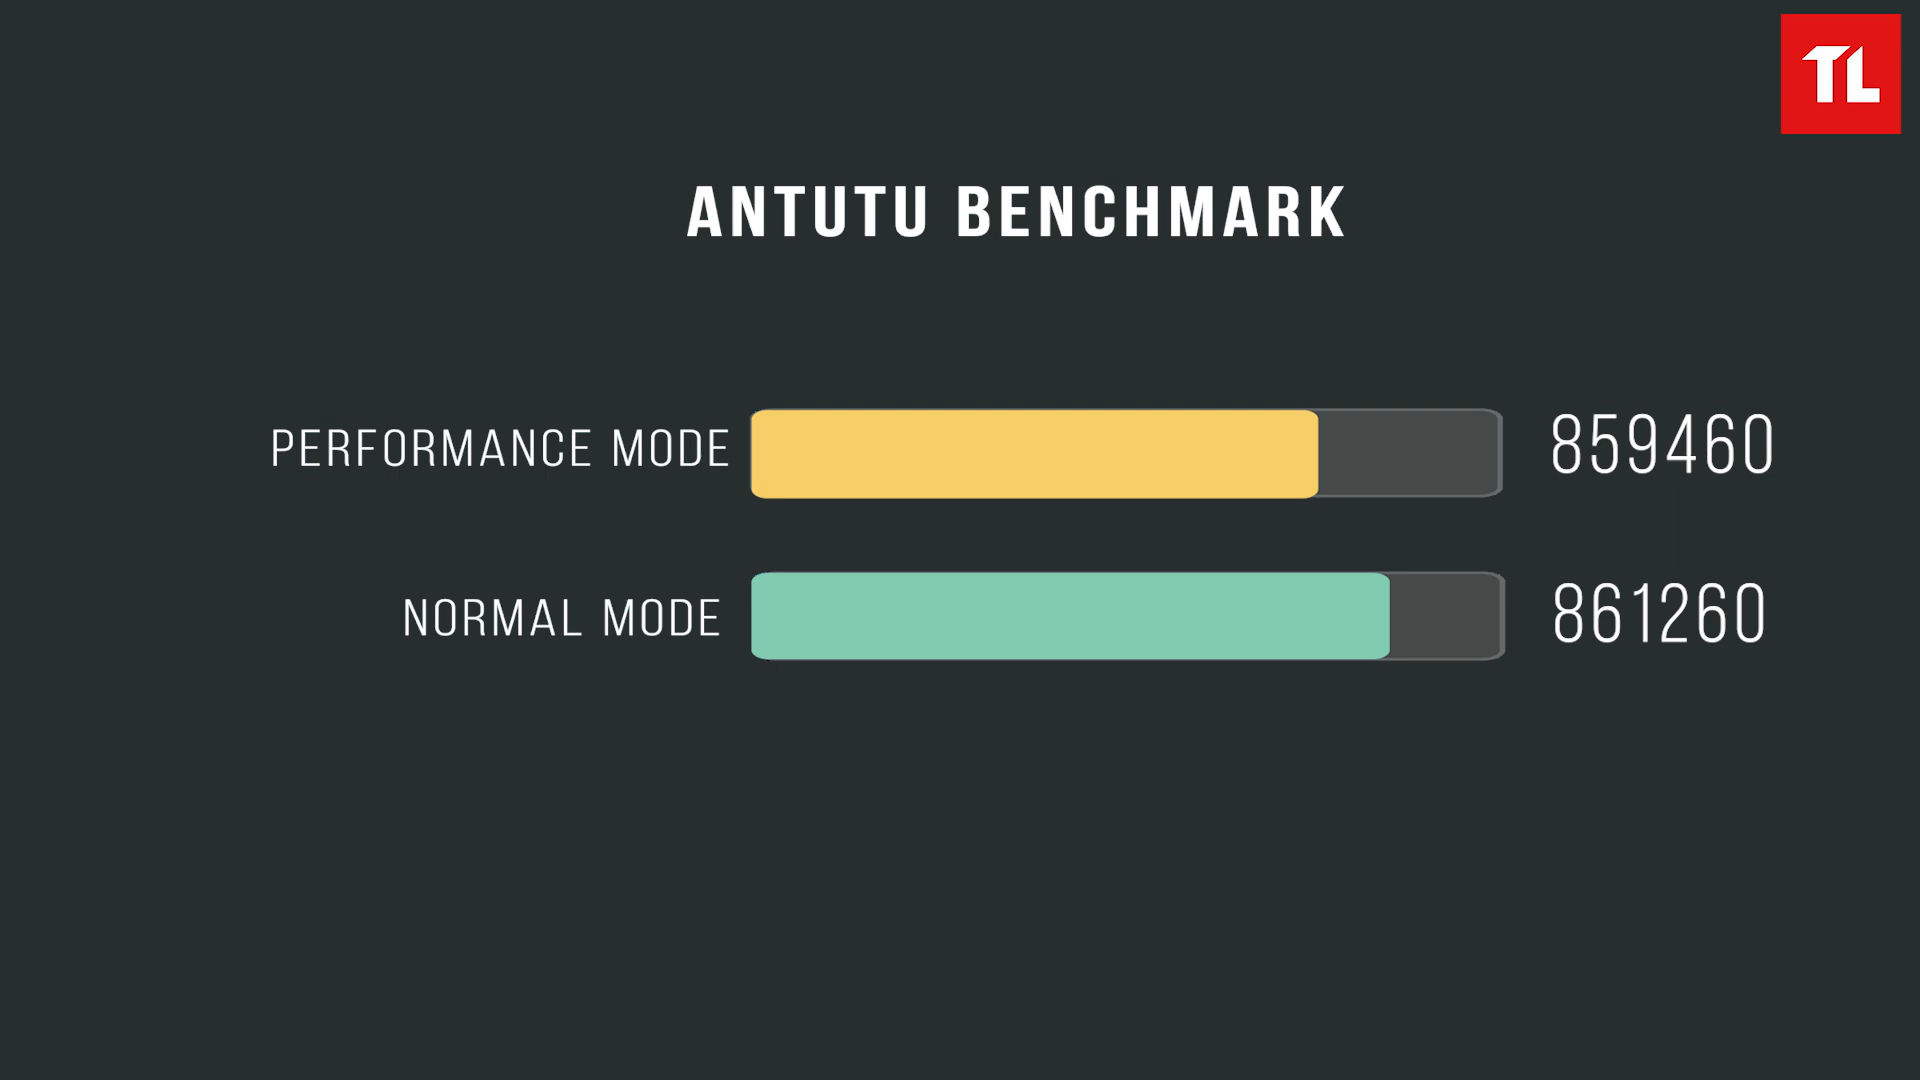 TL
ANTUTU BENCHMARK
PERFORMANCE MODE 859460
NORMAL MODE 861260